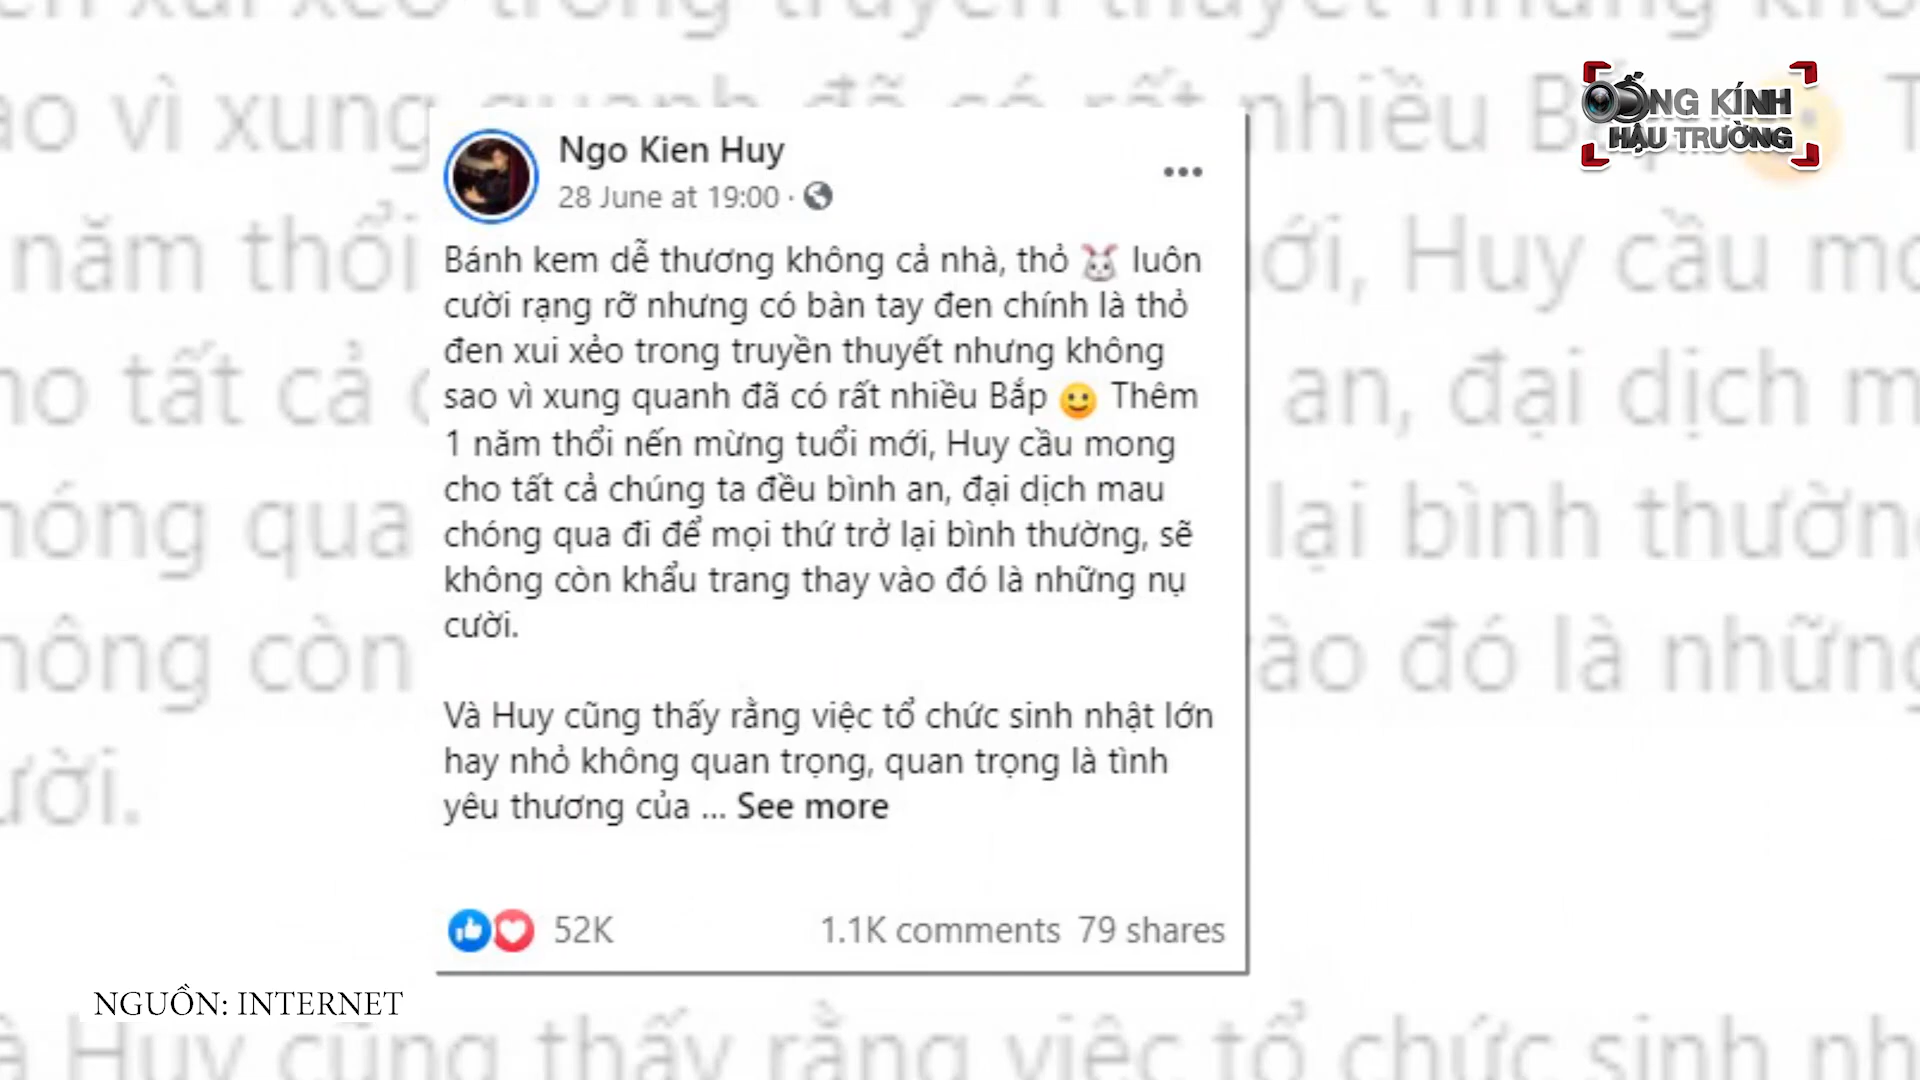 ỐNG KÍNH
HẬU TRƯỜNG
Ngo Kien Huy
28 June at 19:00 ·
Bánh kem dễ thương không cả nhà, thỏ 🐰 luôn
cười rạng rỡ nhưng có bàn tay đen chính là thỏ
đen xui xẻo trong truyền thuyết nhưng không
sao vì xung quanh đã có rất nhiều Bắp 🙂 Thêm
1 năm thổi nến mừng tuổi mới, Huy cầu mong
cho tất cả chúng ta đều bình an, đại dịch mau
chóng qua đi để mọi thứ trở lại bình thường, sẽ
không còn khẩu trang thay vào đó là những nụ
cười.
Và Huy cũng thấy rằng việc tổ chức sinh nhật lớn
hay nhỏ không quan trọng, quan trọng là tình
yêu thương của ... See more
52K 1.1K comments 79 shares
NGUỒN: INTERNET